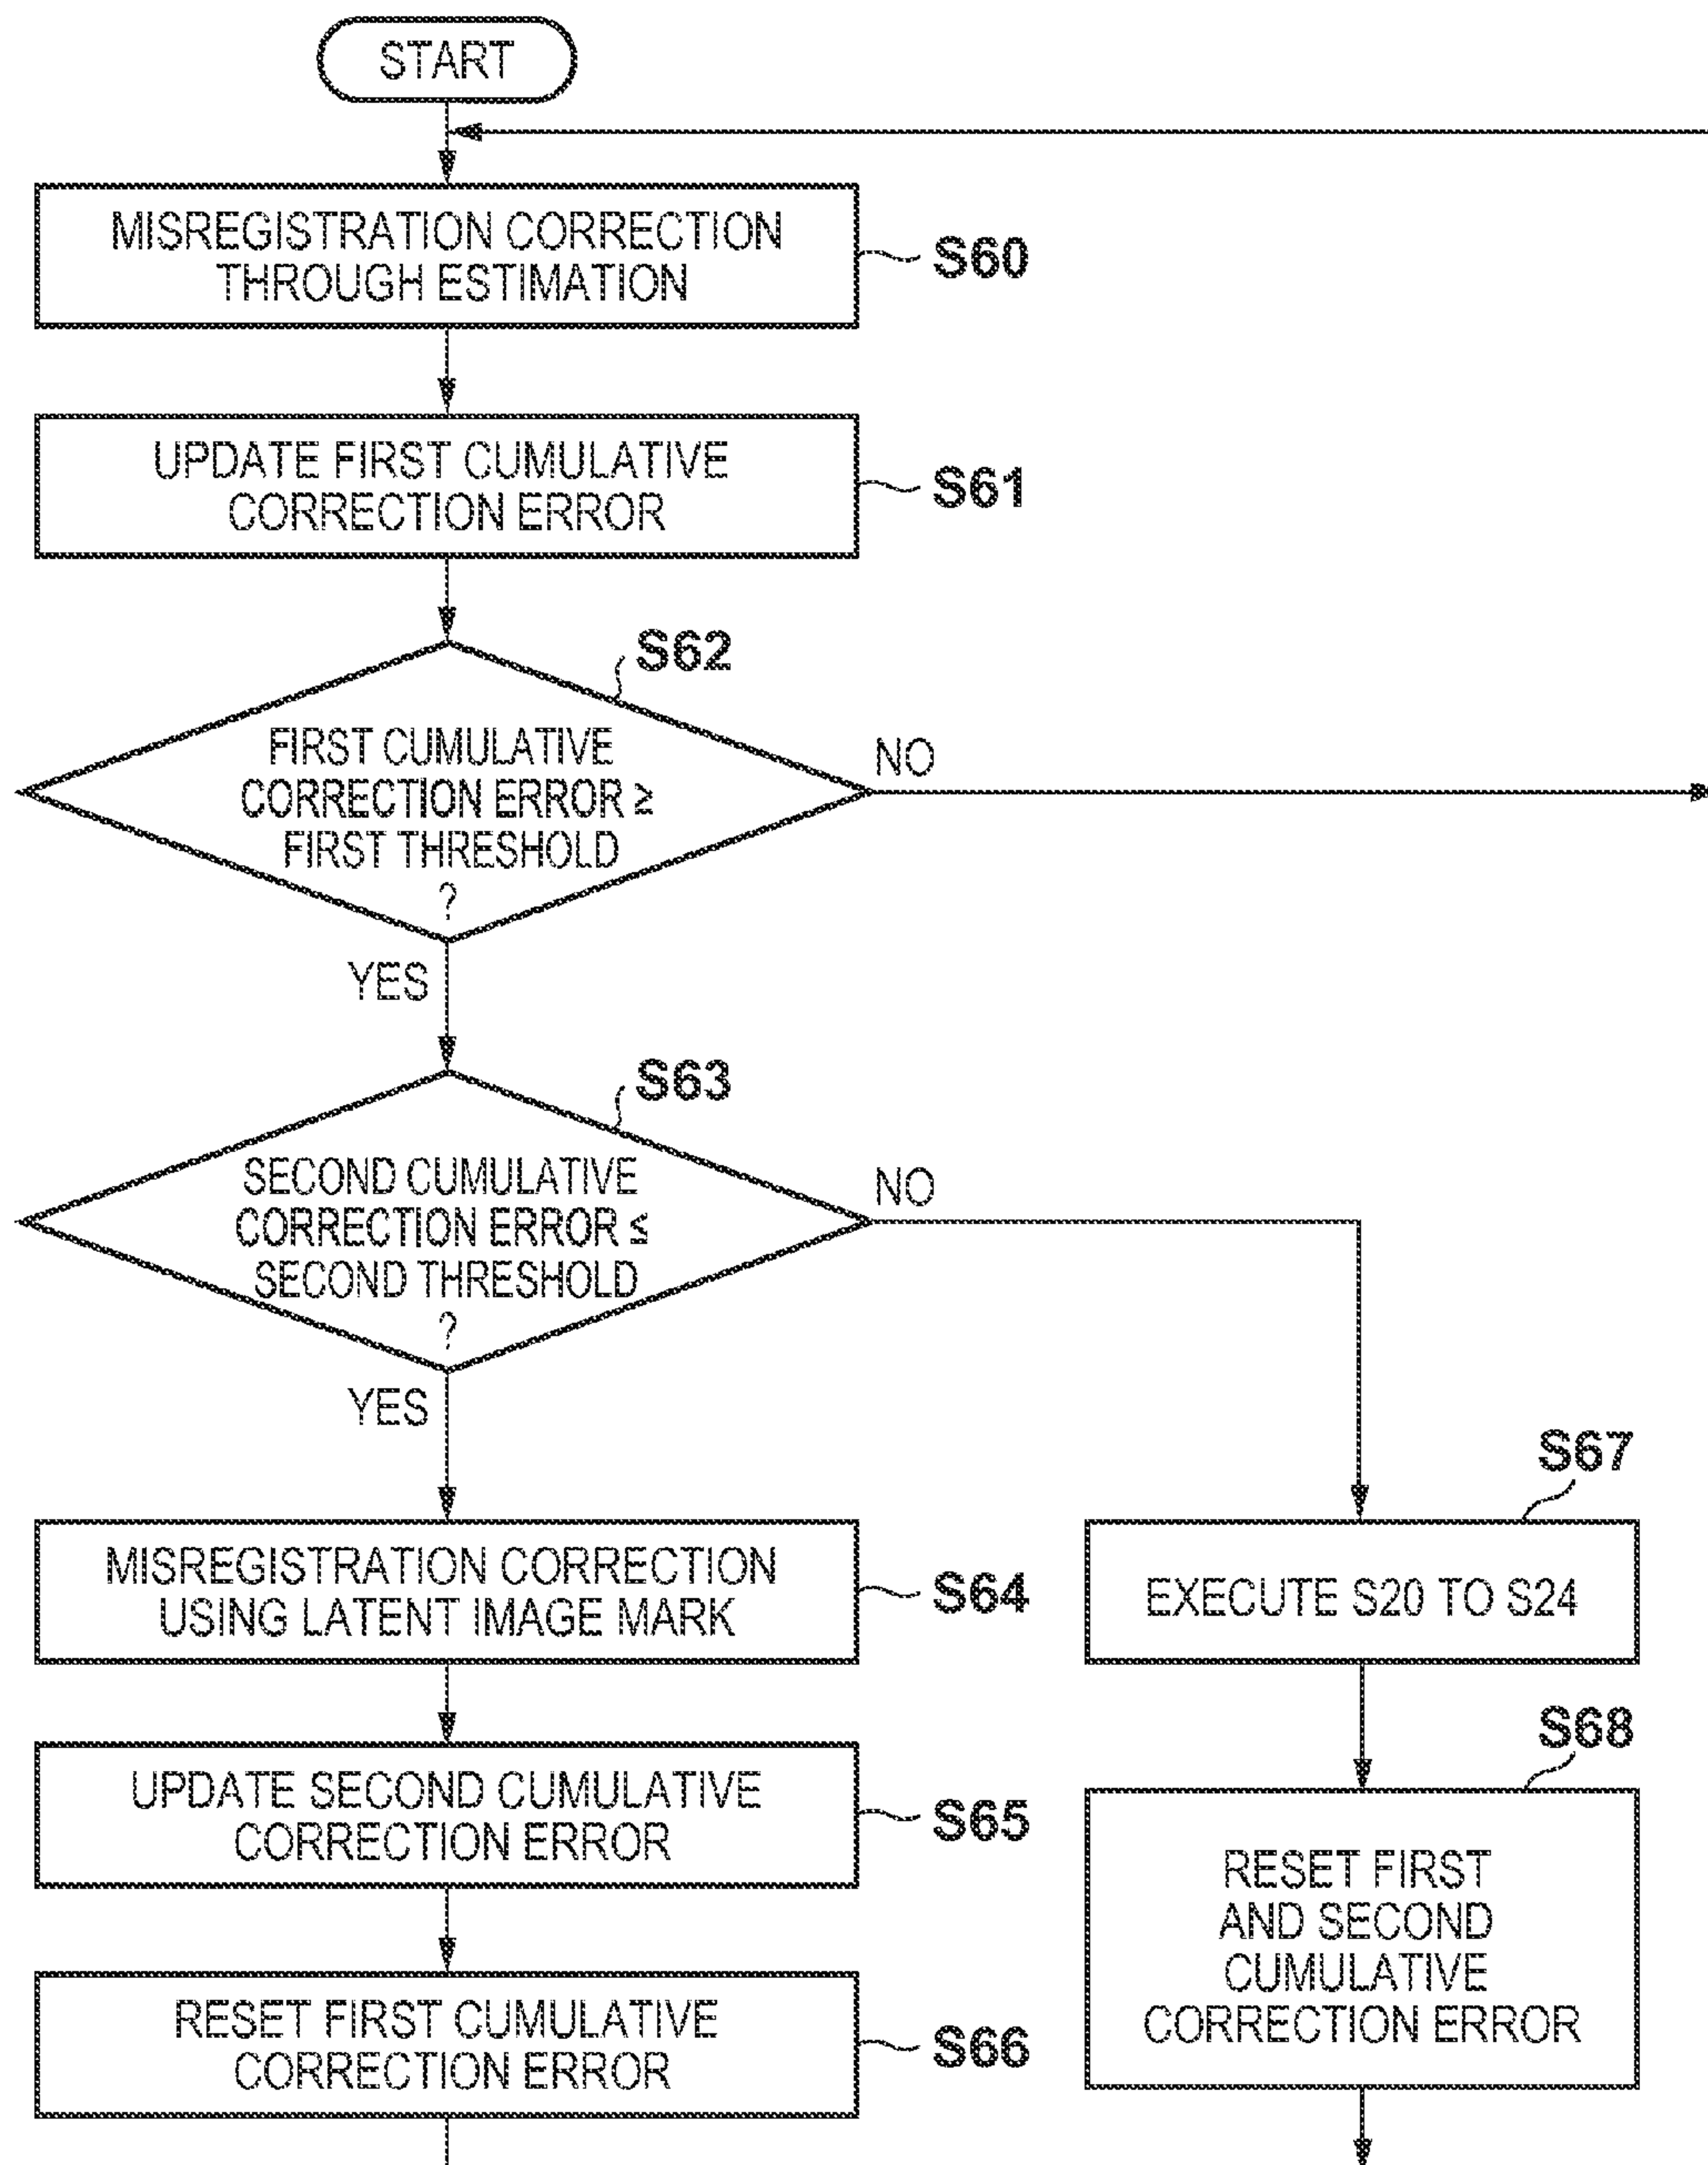 START
MISREGISTRATION CORRECTION
THROUGH ESTIMATION
S60
UPDATE FIRST CUMULATIVE
CORRECTION ERROR
S61
S62
FIRST CUMULATIVE
CORRECTION ERROR ≥
FIRST THRESHOLD
?
NO
YES
S63
SECOND CUMULATIVE
CORRECTION ERROR ≤
SECOND THRESHOLD
?
NO
YES
S67
MISREGISTRATION CORRECTION
USING LATENT IMAGE MARK
S64
EXECUTE S20 TO S24
S68
UPDATE SECOND CUMULATIVE
CORRECTION ERROR
S65
RESET FIRST
AND SECOND
CUMULATIVE
CORRECTION ERROR
RESET FIRST CUMULATIVE
CORRECTION ERROR
S66